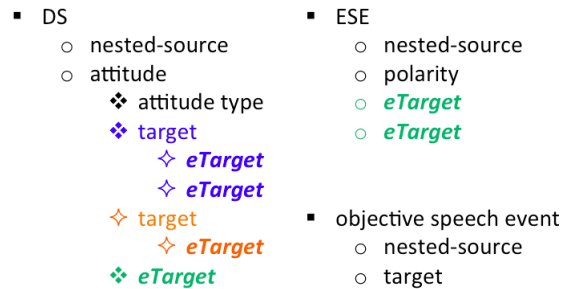 DS
nested-source
attitude
attitude type
target
eTarget
eTarget
target
eTarget
eTarget
ESE
nested-source
polarity
eTarget
eTarget
objective speech event
nested-source
target